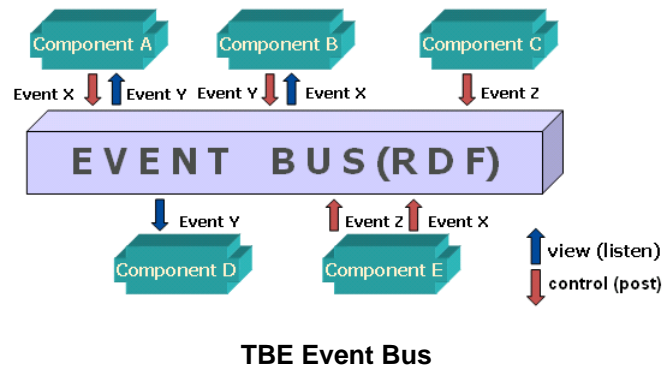 Component A
Component B
Component C
Event X
Event Y
Event Y
Event X
Event Z
EVENT BUS(RDF)
Event Y
Event Z
Event X
Component D
Component E
view (listen)
control (post)
TBE Event Bus